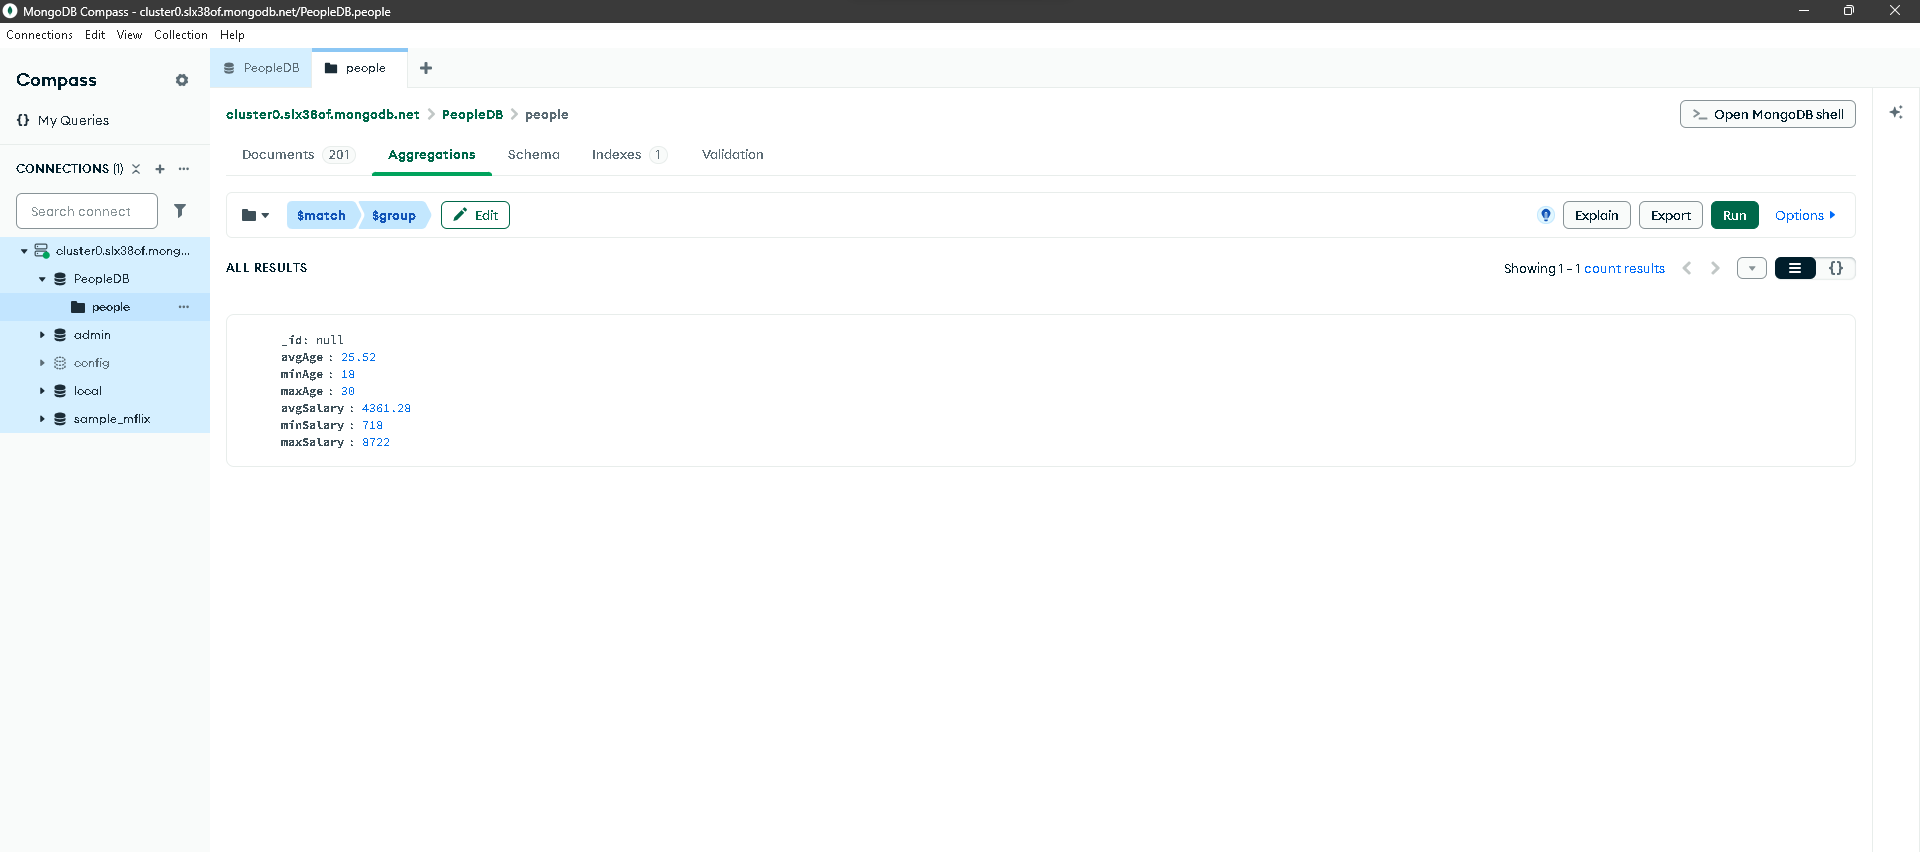 MongoDB Compass - cluster0.slx38of.mongodb.net/PeopleDB.people
Connections Edit View Collection Help
Compass
PeopleDB people
{} My Queries
cluster0.slx38of.mongodb.net > PeopleDB > people
>_ Open MongoDB shell
CONNECTIONS (1)
Documents 201 Aggregations Schema Indexes 1 Validation
Search connect
$match $group Edit
Explain Export Run Options
cluster0.slx38of.mong...
PeopleDB
people
admin
config
local
sample_mflix
ALL RESULTS
Showing 1 – 1 count results {}
_id: null
avgAge : 25.52
minAge : 18
maxAge : 30
avgSalary : 4361.28
minSalary : 718
maxSalary : 8722